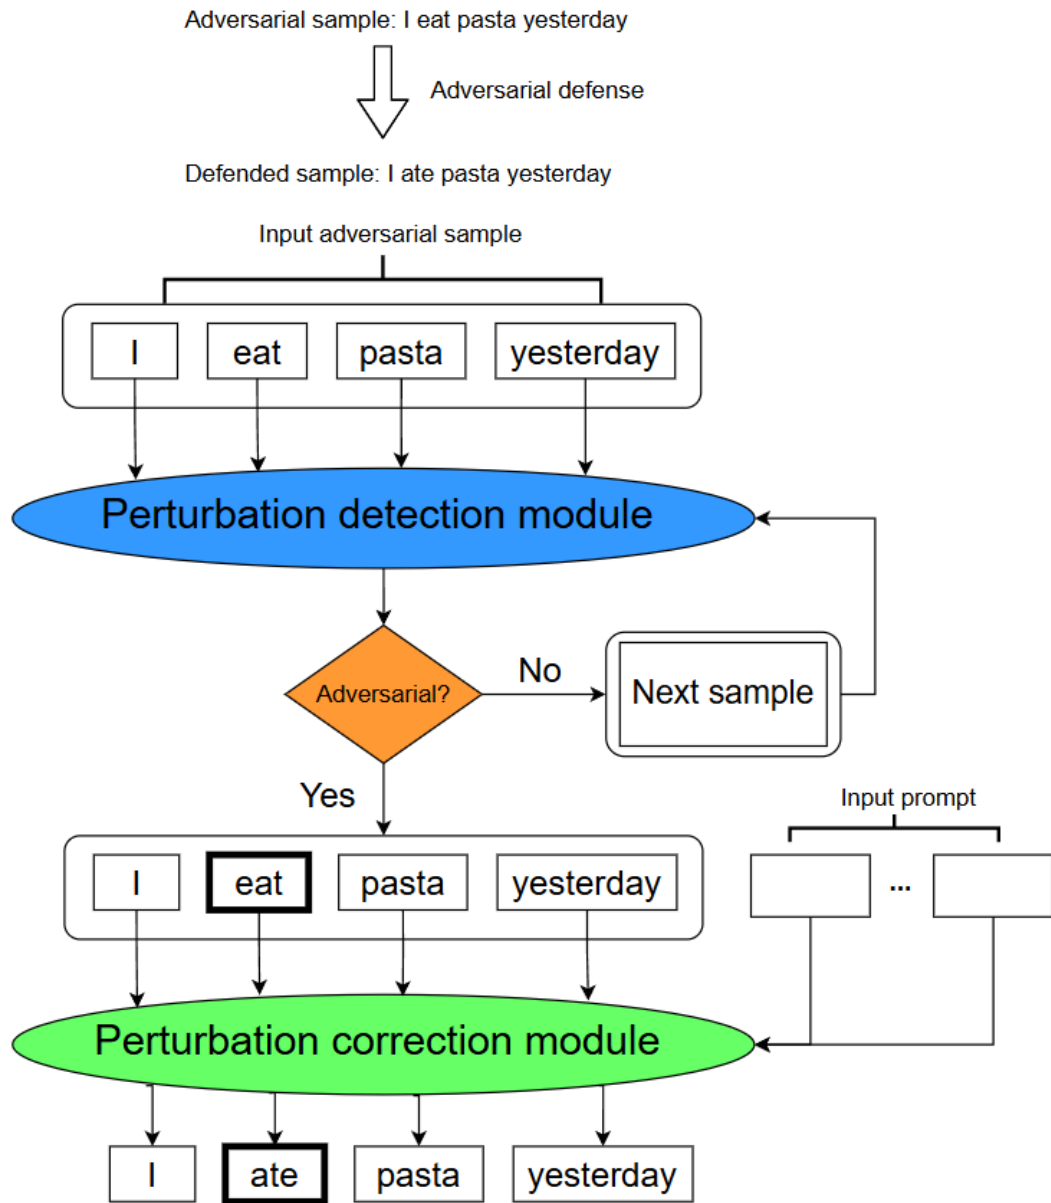 Adversarial sample: I eat pasta yesterday
Adversarial defense
Defended sample: I ate pasta yesterday
Input adversarial sample
I eat pasta yesterday
Perturbation detection module
Adversarial?
No
Next sample
Yes
Input prompt
I eat pasta yesterday
...
Perturbation correction module
I ate pasta yesterday